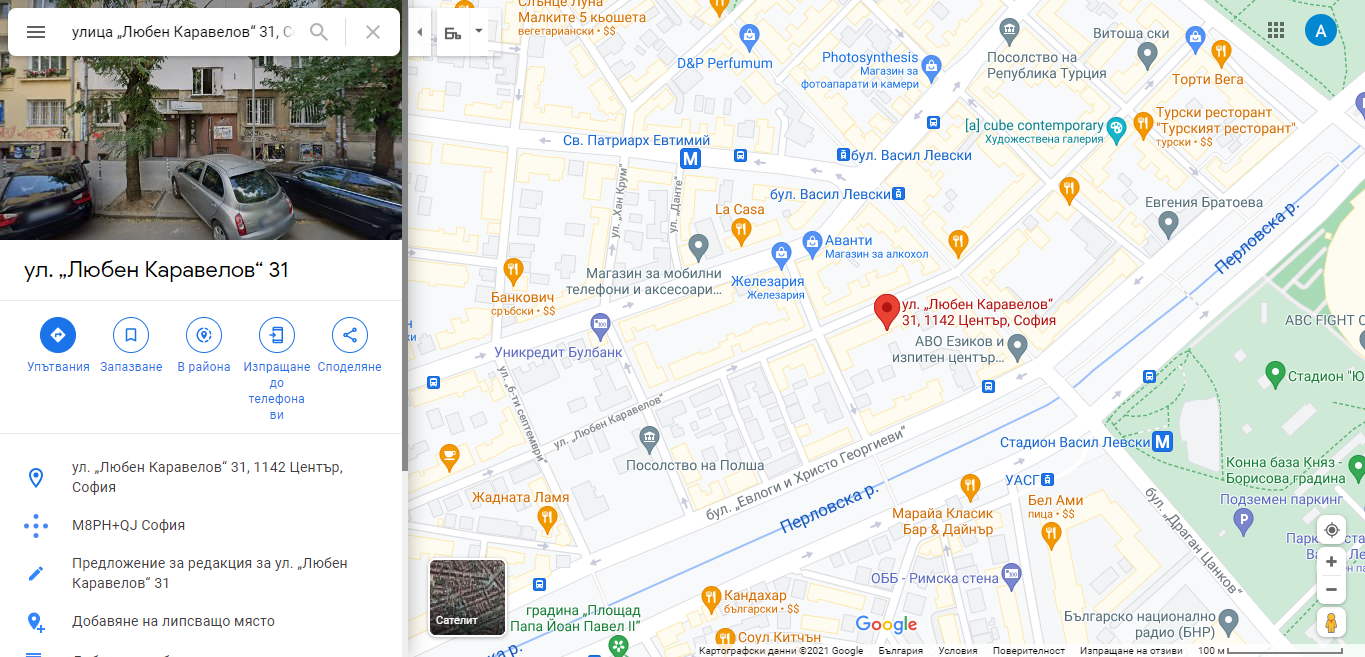 улица „Любен Каравелов“ 31, С
ул. „Любен Каравелов“ 31
Упътвания
Запазване
В района
Изпращане
до
телефона
ви
Споделяне
ул. „Любен Каравелов“ 31, 1142 Център,
София
M8PH+QJ София
Предложение за редакция за ул. „Любен
Каравелов“ 31
Добавяне на липсващо място
Бъ
A
Слънце Луна
Малките 5 кьошета
вегетариански • $$
D&P Perfumum
Photosynthesis
Магазин за
фотоапарати и камери
Посолство на
Република Турция
Витоша ски
Торти Вега
[a] cube contemporary
Художествена галерия
Турски ресторант
"Турският ресторант"
турски • $$
Св. Патриарх Евтимий
M
бул. Васил Левски
бул. Васил Левски
ул. „Хан Крум“
ул. „Данте“
La Casa
Евгения Братоева
Перловска р.
Аванти
Магазин за алкохол
Магазин за мобилни
телефони и аксесоари...
Железария
Железария
Банкович
сръбски • $$
ул. „Любен Каравелов“
31, 1142 Център, София
ABC FIGHT C
АВО Езиков и
изпитен център...
Уникредит Булбанк
Стадион "Ю
ул. „6-ти септември“
ул. „Любен Каравелов“
Посолство на Полша
Стадион Васил Левски
M
бул. „Евлоги и Христо Георгиеви“
Конна база Княз -
Борисова градина
УАСГ
Подземен паркинг
P
Жадната Ламя
Перловска р.
Марайа Класик
Бар & Дайнър
Бел Ами
пица • $$
бул. „Драган Цанков“
ОББ - Римска стена
Кандахар
български • $$
градина „Площад
Папа Йоан Павел II“
Соул Китчън
Българско национално
радио (БНР)
Сателит
Google
Картографски данни ©2021 Google
България
Условия
Поверителност
Изпращане на отзиви
100 м